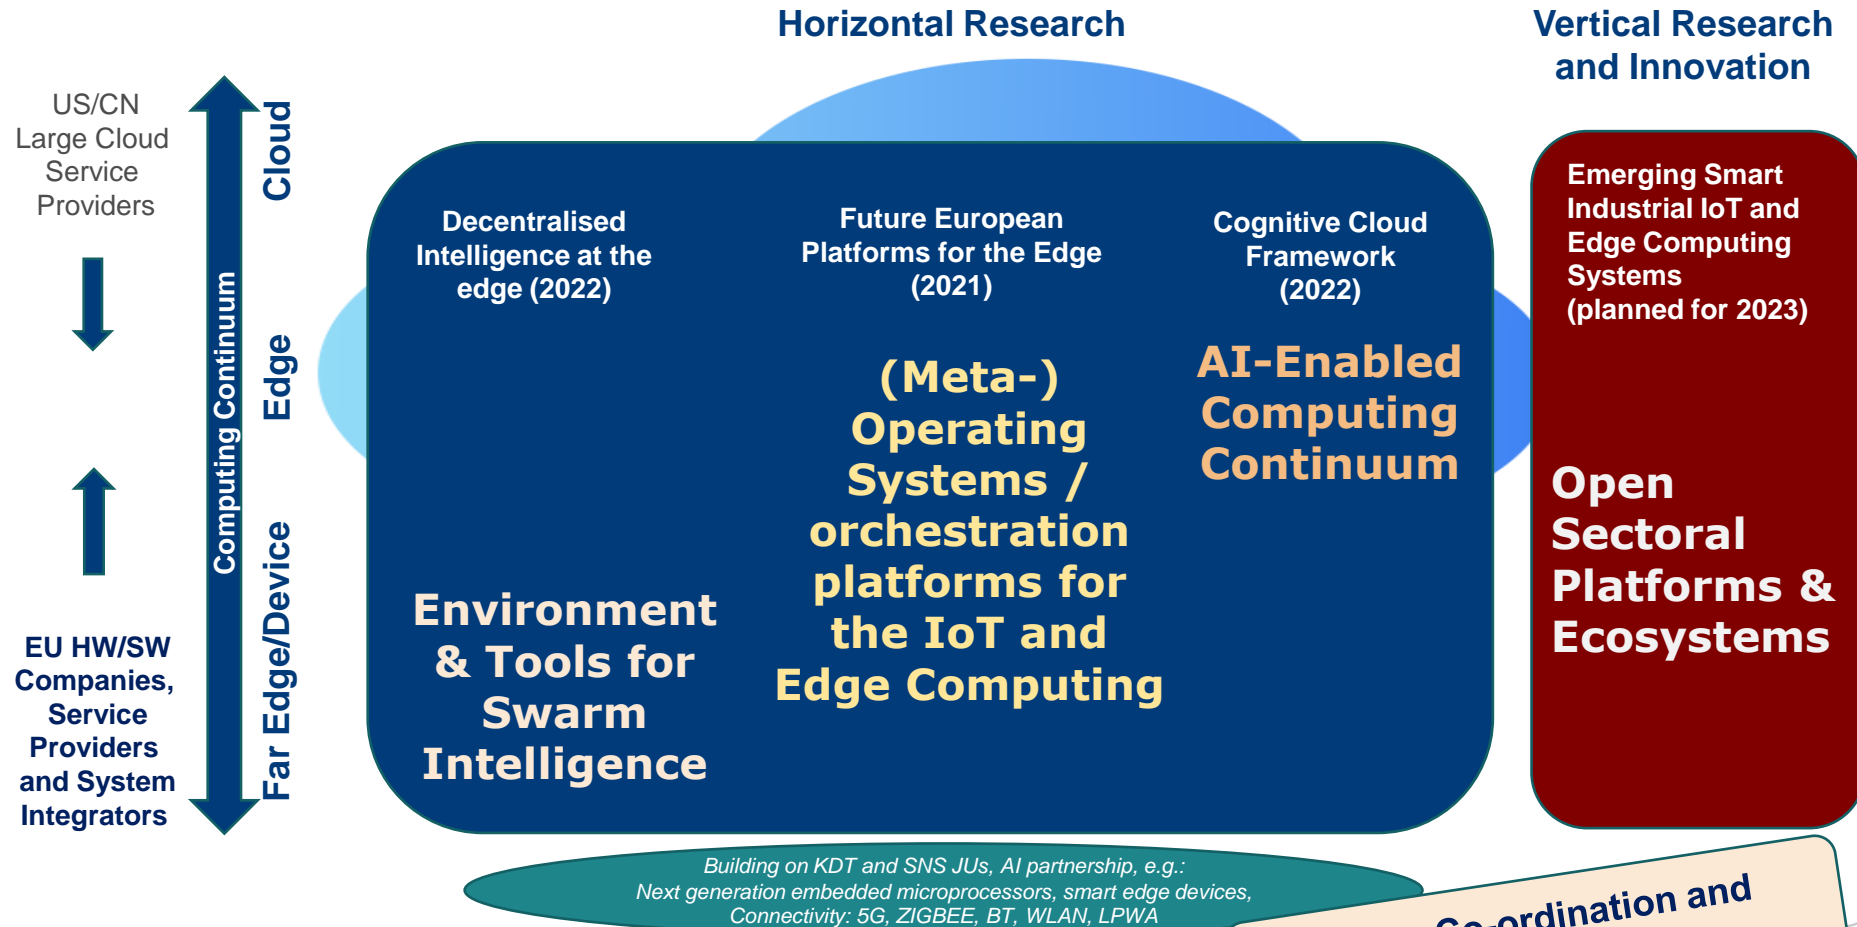 Horizontal Research
Vertical Research
and Innovation
US/CN
Large Cloud
Service
Providers
EU HW/SW
Companies,
Service
Providers
and System
Integrators
Computing Continuum
Cloud
Edge
Far Edge/Device
Decentralised
Intelligence at the
edge (2022)
Environment
& Tools for
Swarm
Intelligence
Future European
Platforms for the Edge
(2021)
(Meta-)
Operating
Systems /
orchestration
platforms for
the IoT and
Edge Computing
Cognitive Cloud
Framework
(2022)
AI-Enabled
Computing
Continuum
Emerging Smart
Industrial IoT and
Edge Computing
Systems
(planned for 2023)
Open
Sectoral
Platforms &
Ecosystems
Building on KDT and SNS JUs, AI partnership, e.g.:
Next generation embedded microprocessors, smart edge devices,
Connectivity: 5G, ZIGBEE, BT, WLAN, LPWA
Co-ordination and